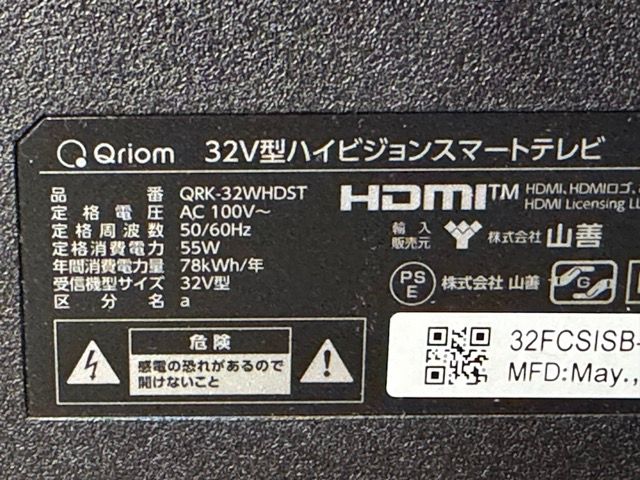 Qriom 32V型ハイビジョンスマートテレビ
品番 QRK-32WHDST
定格電圧 AC 100V～
定格周波数 50/60Hz
定格消費電力 55W
年間消費電力量 78kWh/年
受信機型サイズ 32V型
区分名 a
危険
感電の恐れがあるので
開けないこと
HDMI™ HDMI、HDMIロゴ、
HDMI Licensing LL
輸入
販売元 株式会社 山善
PS
E 株式会社 山善 G
32FCSISB-
MFD:May.,